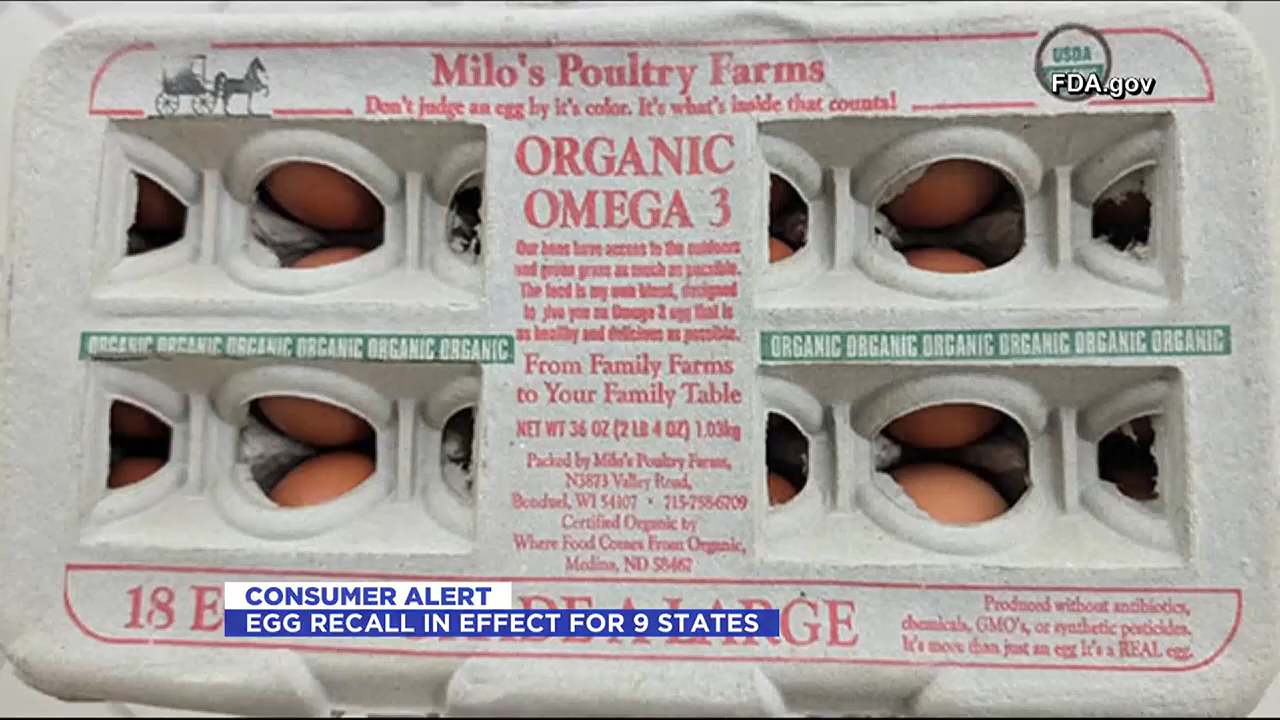 Milo's Poultry Farms
USDA
FDA.gov
Don't judge an egg by it's color. It's what's inside that counts!
ORGANIC
OMEGA 3
Our hens have access to the outdoors
and green grass as much as possible.
The feed is my own blend, designed
to give you an Omega 3 egg that is
as healthy and delicious as possible.
ORGANIC ORGANIC ORGANIC ORGANIC ORGANIC ORGANIC
ORGANIC ORGANIC ORGANIC ORGANIC ORGANIC ORGANIC
From Family Farms
to Your Family Table
NET WT 36 OZ (2 LB 4 OZ) 1.03kg
Packed by Milo's Poultry Farms,
N3873 Valley Road,
Bonduel, WI 54107 • 715-758-6709
Certified Organic by
Where Food Comes From Organic,
Medina, ND 58467
18 E
GE
Produced without antibiotics,
chemicals, GMO's, or synthetic pesticides.
It's more than just an egg it's a REAL egg.
CONSUMER ALERT
EGG RECALL IN EFFECT FOR 9 STATES